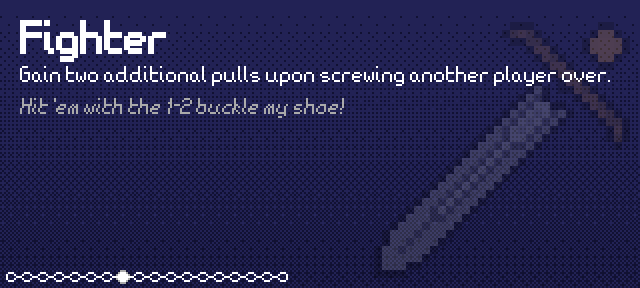 Fighter
Gain two additional pulls upon screwing another player over.
Hit 'em with the 1-2 buckle my shoe!